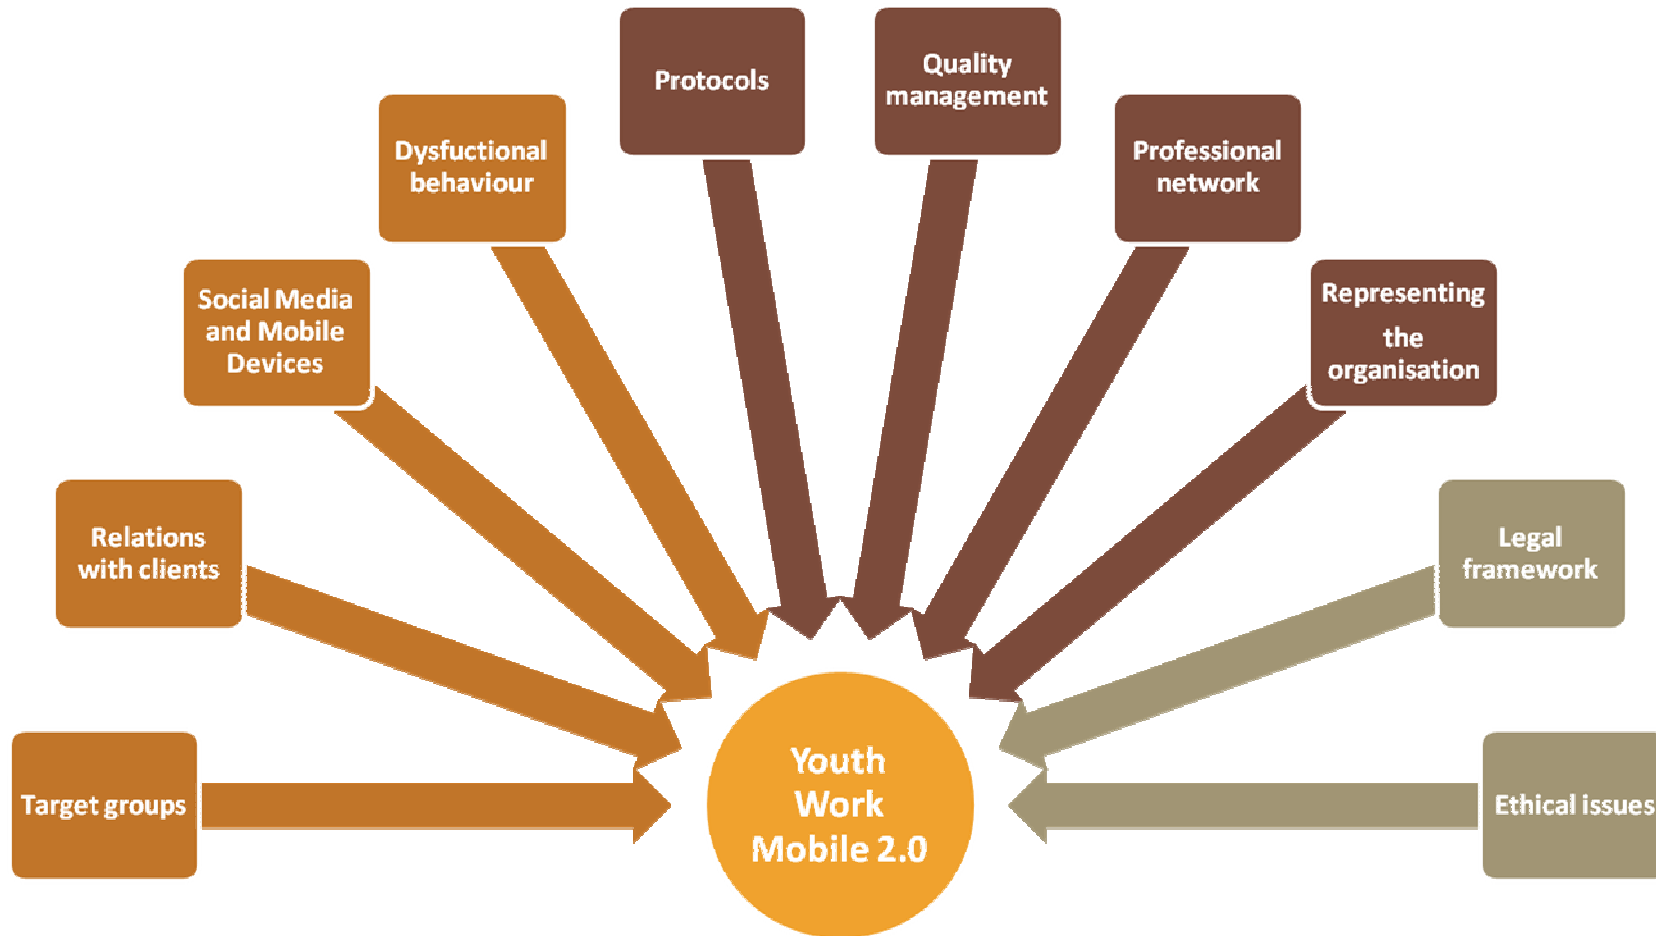 Protocols
Quality
management
Dysfuctional
behaviour
Professional
network
Social Media
and Mobile
Devices
Representing
the
organisation
Relations
with clients
Legal
framework
Target groups
Youth
Work
Mobile 2.0
Ethical issues